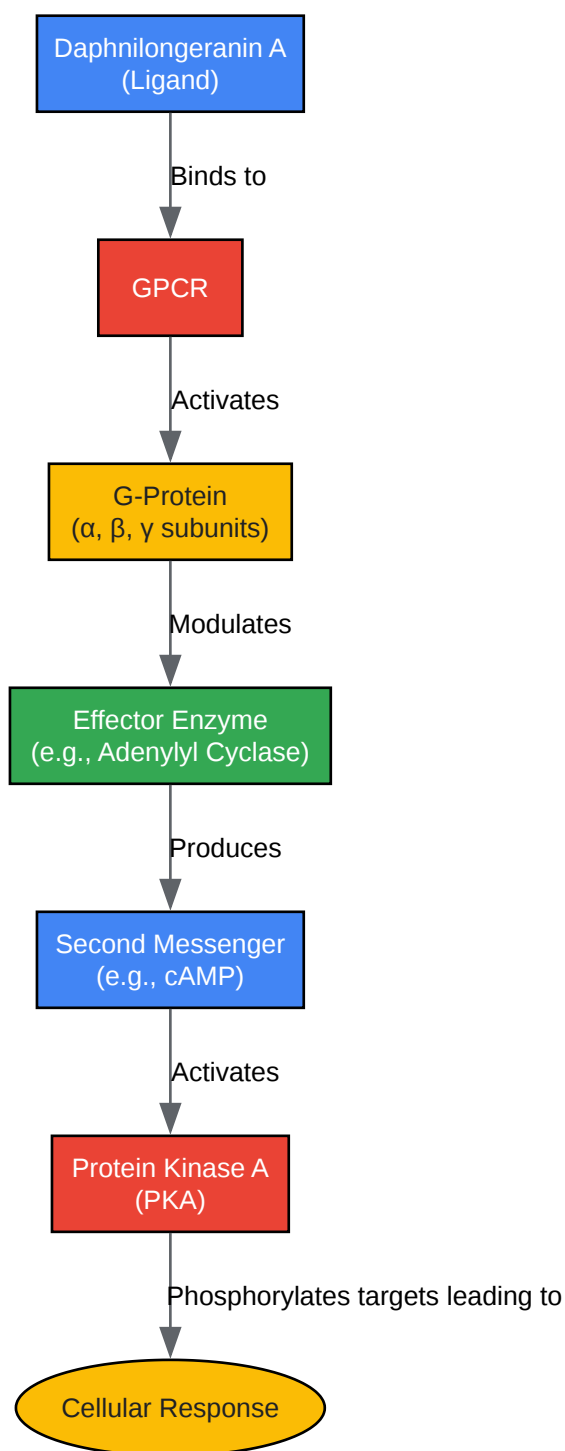 Daphnilongeranin A
(Ligand)
Binds to
GPCR
Activates
G-Protein
(α, β, γ subunits)
Modulates
Effector Enzyme
(e.g., Adenylyl Cyclase)
Produces
Second Messenger
(e.g., cAMP)
Activates
Protein Kinase A
(PKA)
Phosphorylates targets leading to
Cellular Response